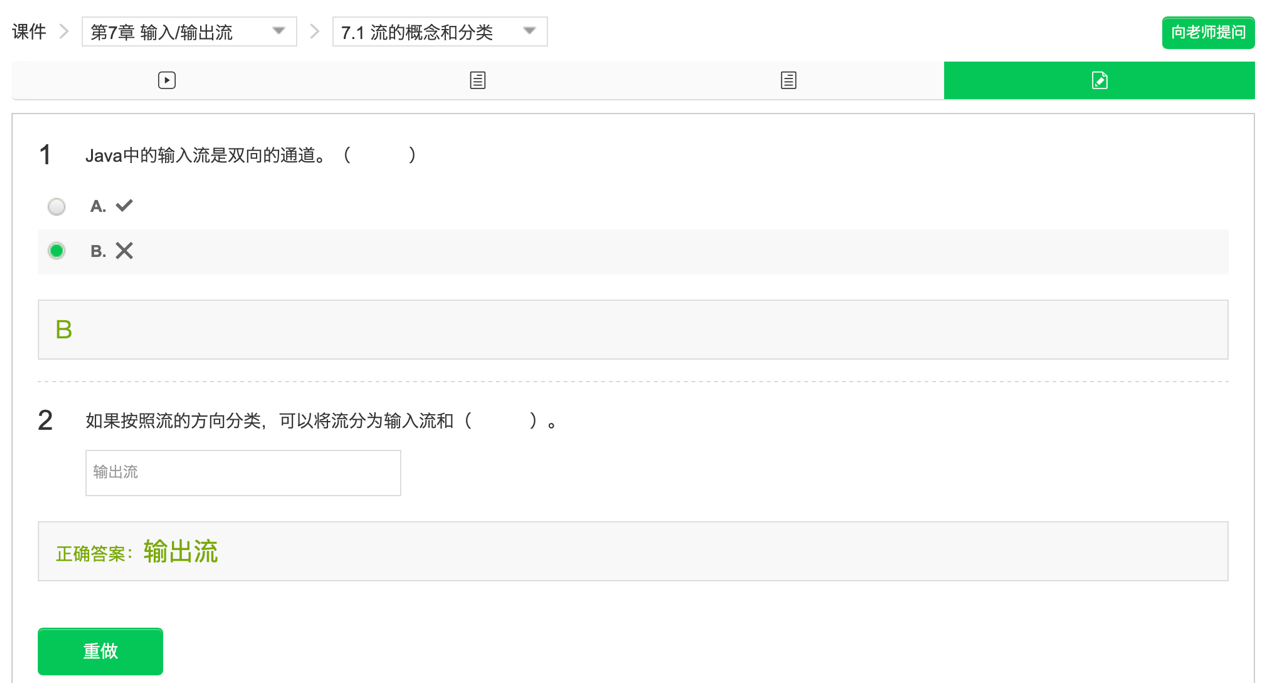 课件 第7章 输入/输出流 7.1 流的概念和分类 向老师提问
1 Java中的输入流是双向的通道。（ ）
A. ✓
B. ✕
B
2 如果按照流的方向分类，可以将流分为输入流和（ ）。
输出流
正确答案：输出流
重做